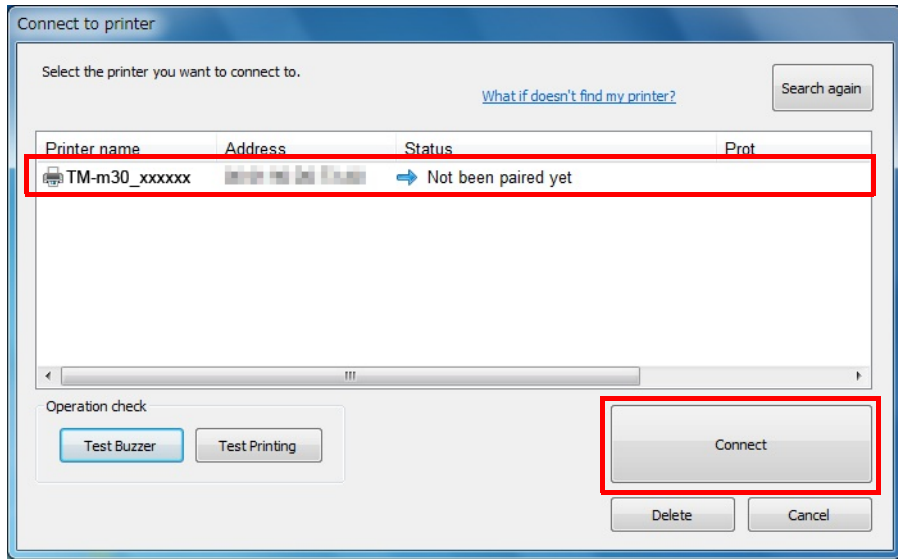 Connect to printer
Select the printer you want to connect to.
What if doesn't find my printer?
Search again
Printer name Address Status Prot
TM-m30_xxxxxx Not been paired yet
Operation check
Test Buzzer Test Printing
Connect
Delete Cancel